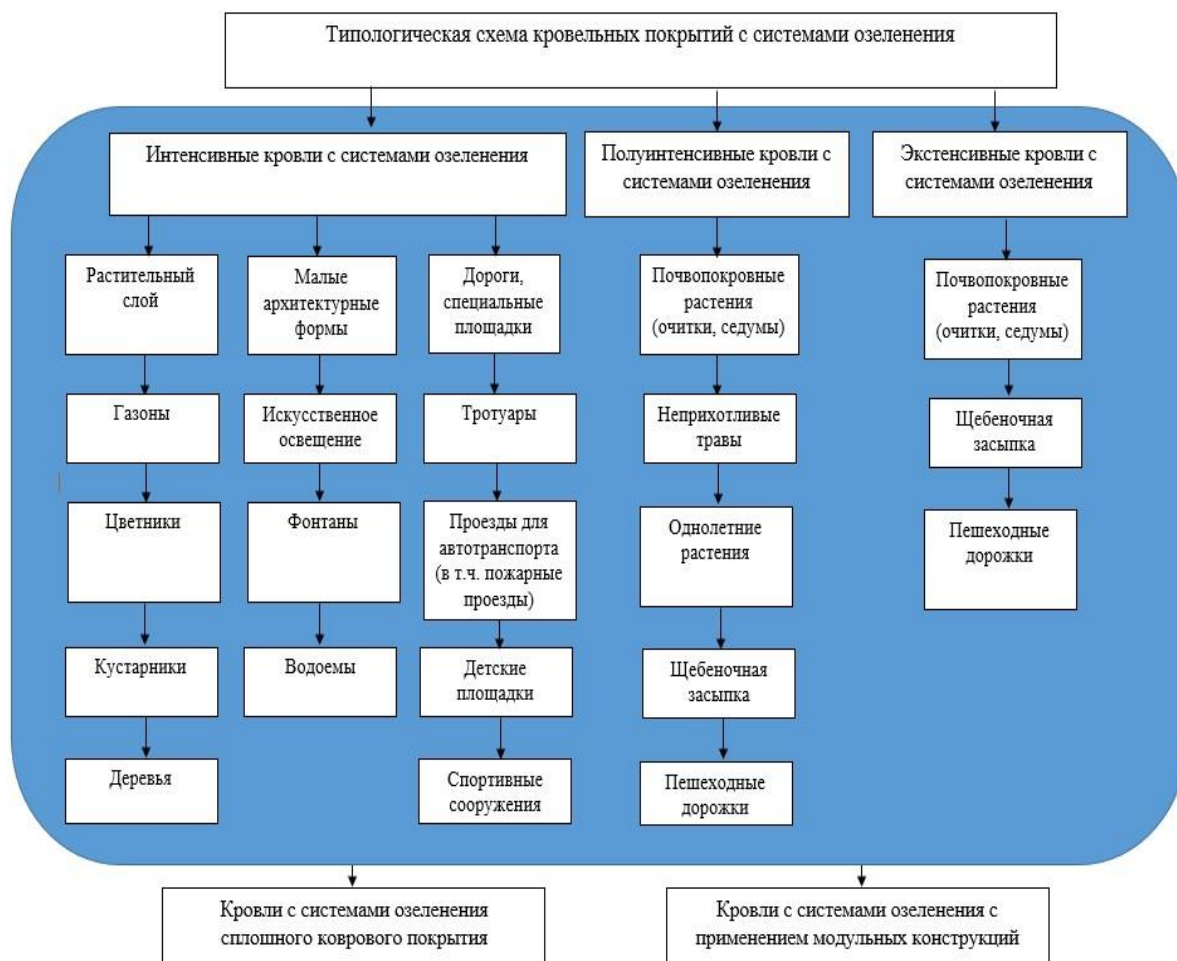 Типологическая схема кровельных покрытий с системами озеленения
Интенсивные кровли с системами озеленения
Полуинтенсивные кровли с
системами озеленения
Экстенсивные кровли с
системами озеленения
Растительный
слой
Газоны
Цветники
Кустарники
Деревья
Малые
архитектурные
формы
Искусственное
освещение
Фонтаны
Водоемы
Дороги,
специальные
площадки
Тротуары
Проезды для
автотранспорта
(в т.ч. пожарные
проезды)
Детские
площадки
Спортивные
сооружения
Почвопокровные
растения
(очитки, седумы)
Неприхотливые
травы
Однолетние
растения
Щебеночная
засыпка
Пешеходные
дорожки
Почвопокровные
растения
(очитки, седумы)
Щебеночная
засыпка
Пешеходные
дорожки
Кровли с системами озеленения
сплошного коврового покрытия
Кровли с системами озеленения с
применением модульных конструкций